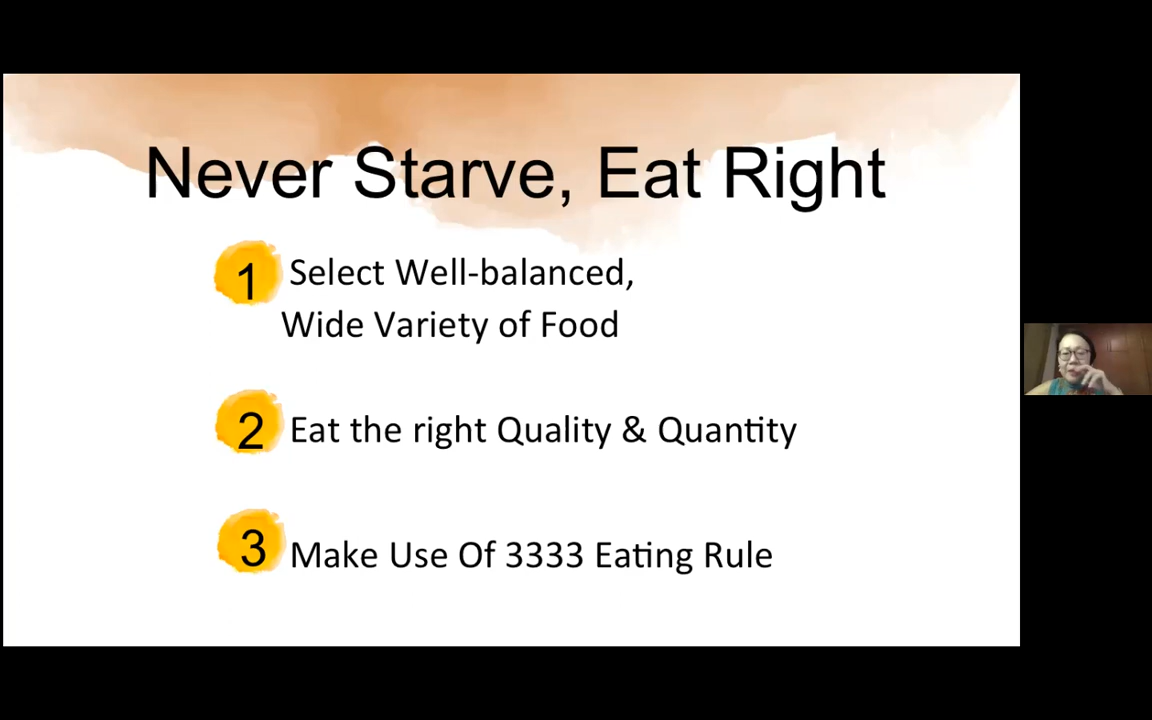 Never Starve, Eat Right
1 Select Well-balanced,
Wide Variety of Food
2 Eat the right Quality & Quantity
3 Make Use Of 3333 Eating Rule